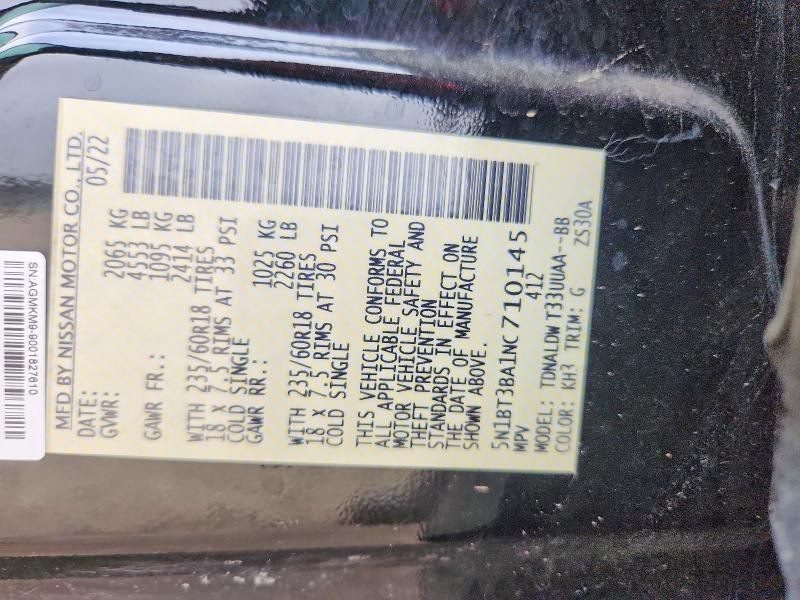 SN:AGMMKM9-9001827610
MFD BY NISSAN MOTOR CO., LTD.
DATE: 05/22
GVWR: 2065 KG
4553 LB
GAWR FR.: 1095 KG
2414 LB
WITH 235/60R18 TIRES
18 X 7.5 RIMS AT 33 PSI
COLD SINGLE
GAWR RR.: 1025 KG
2260 LB
WITH 235/60R18 TIRES
18 X 7.5 RIMS AT 30 PSI
COLD SINGLE
THIS VEHICLE CONFORMS TO
ALL APPLICABLE FEDERAL
MOTOR VEHICLE SAFETY AND
THEFT PREVENTION
STANDARDS IN EFFECT ON
THE DATE OF MANUFACTURE
SHOWN ABOVE.
5N1BT3BA1NC710145
MPV 412
MODEL: TDNALDW T33UUAA--BB
COLOR: KH3 TRIM: G ZS30A